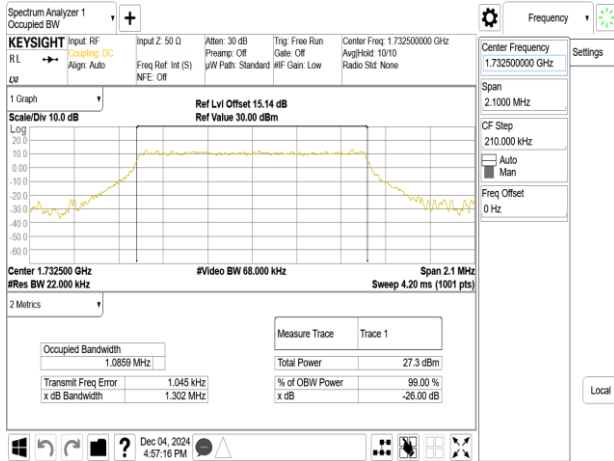 Spectrum Analyzer 1
Occupied BW
Frequency
KEYSIGHT
RL
LXI
Input: RF
Coupling: DC
Align: Auto
Input Z: 50 Ω
Freq Ref: Int (S)
NFE: Off
Atten: 30 dB
Preamp: Off
µW Path: Standard
Trig: Free Run
Gate: Off
#IF Gain: Low
Center Freq: 1.732500000 GHz
Avg|Hold: 10/10
Radio Std: None
Center Frequency
1.732500000 GHz
Settings
Span
2.1000 MHz
CF Step
210.000 kHz
Auto
Man
Freq Offset
0 Hz
Local
1 Graph
Scale/Div 10.0 dB
Ref Lvl Offset 15.14 dB
Ref Value 30.00 dBm
Log
20.0
10.0
0.00
-10.0
-20.0
-30.0
-40.0
-50.0
-60.0
Center 1.732500 GHz
#Video BW 68.000 kHz
Span 2.1 MHz
#Res BW 22.000 kHz
Sweep 4.20 ms (1001 pts)
2 Metrics
Measure Trace
Trace 1
Occupied Bandwidth
1.0859 MHz
Total Power
27.3 dBm
Transmit Freq Error
1.045 kHz
% of OBW Power
99.00 %
x dB Bandwidth
1.302 MHz
x dB
-26.00 dB
Dec 04, 2024
4:57:16 PM